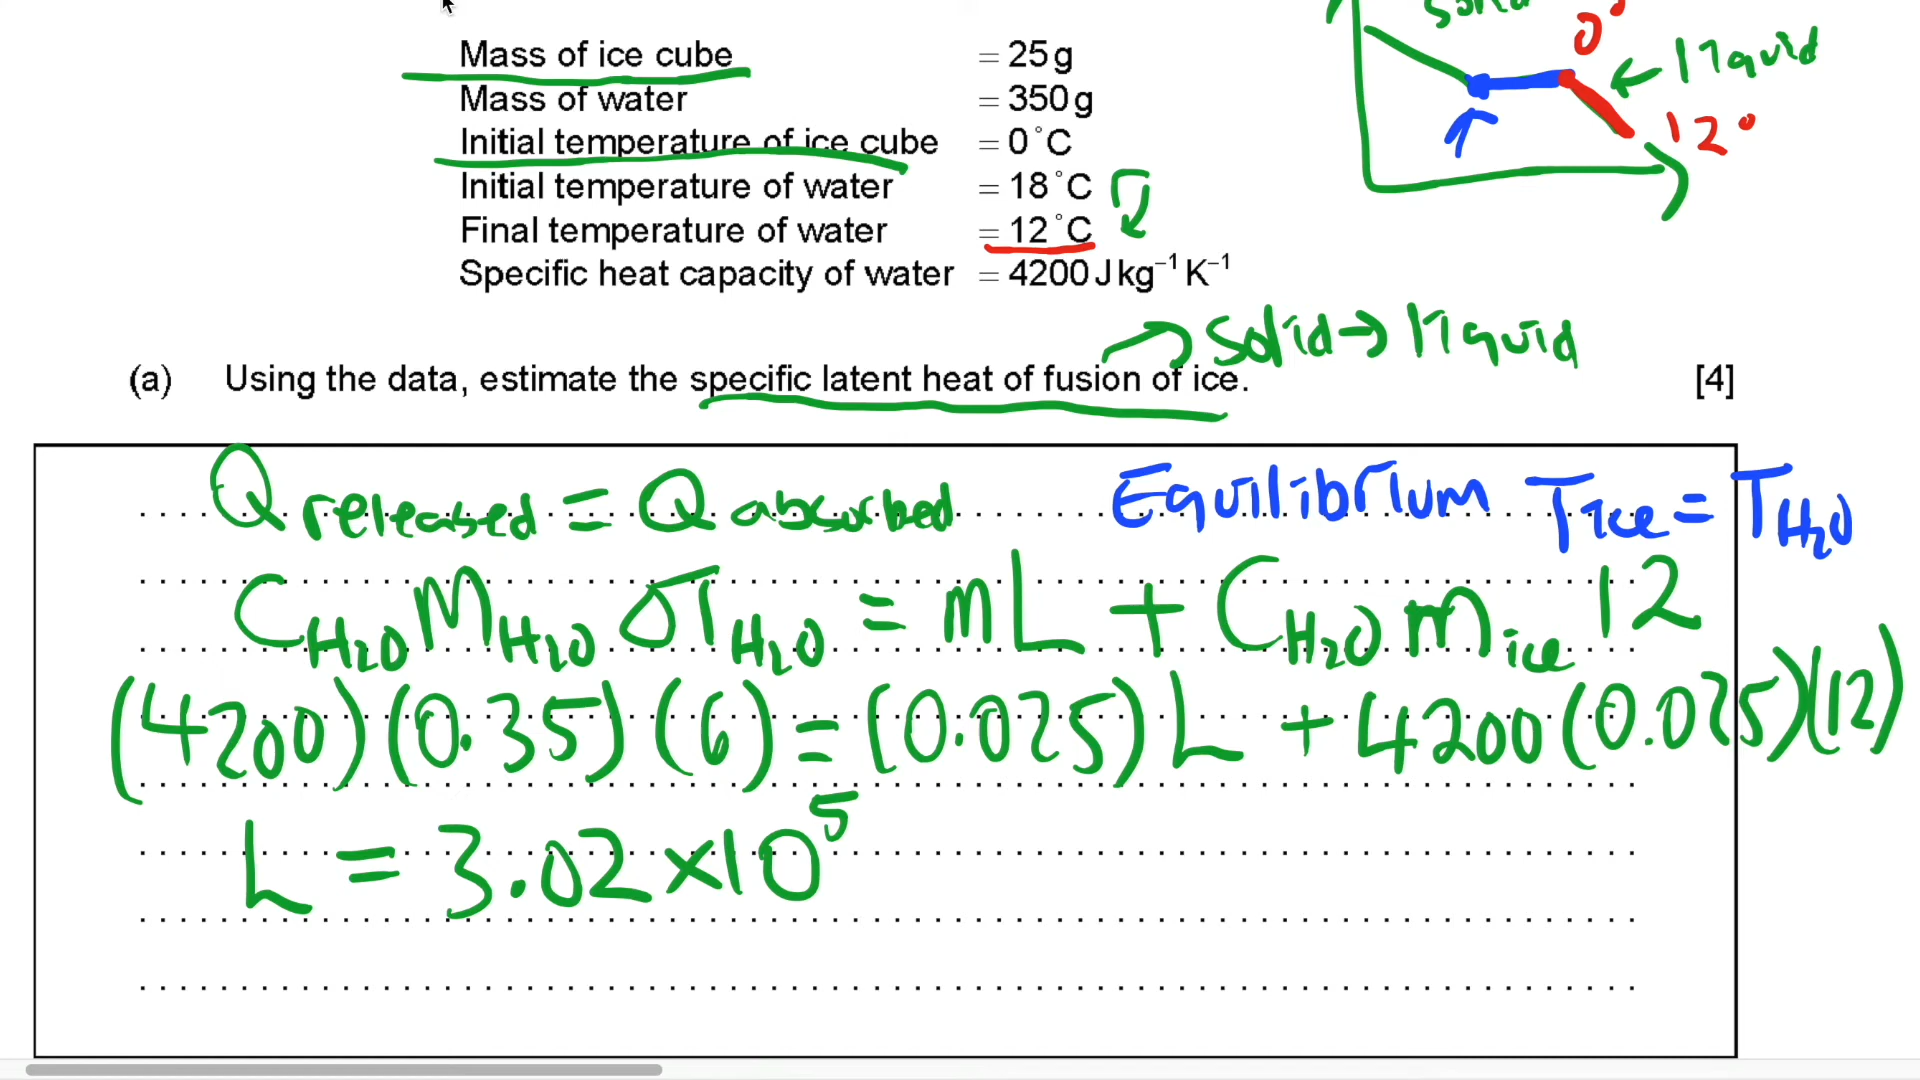 solid
0°
← liquid
12°
Mass of ice cube = 25 g
Mass of water = 350 g
Initial temperature of ice cube = 0°C
Initial temperature of water = 18°C
Final temperature of water = 12°C
Specific heat capacity of water = 4200 J kg⁻¹ K⁻¹
solid → liquid
(a) Using the data, estimate the specific latent heat of fusion of ice. [4]
Q released = Q absorbed Equilibrium T ice = T H₂O
C H₂O M H₂O σT H₂O = mL + C H₂O m ice 12
(4200)(0.35)(6) = (0.025)L + 4200(0.025)(12)
L = 3.02 × 10⁵